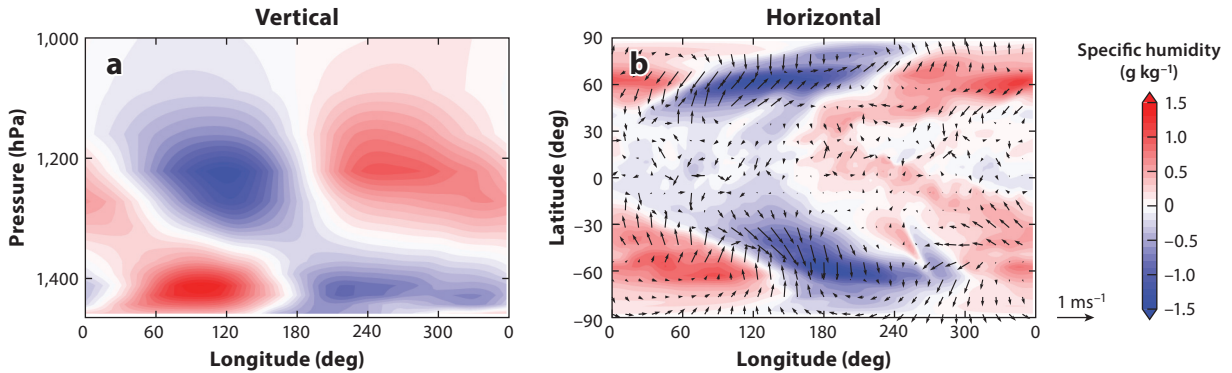 Vertical
Horizontal
a
Pressure (hPa)
1,000
1,200
1,300
1,400
0 60 120 180 240 300 0
Longitude (deg)
b
Latitude (deg)
90
60
30
0
−30
−60
−90
0 60 120 180 240 300 0
Longitude (deg)
1 ms−1
Specific humidity
(g kg−1)
1.5
1.0
0.5
0
−0.5
−1.0
−1.5